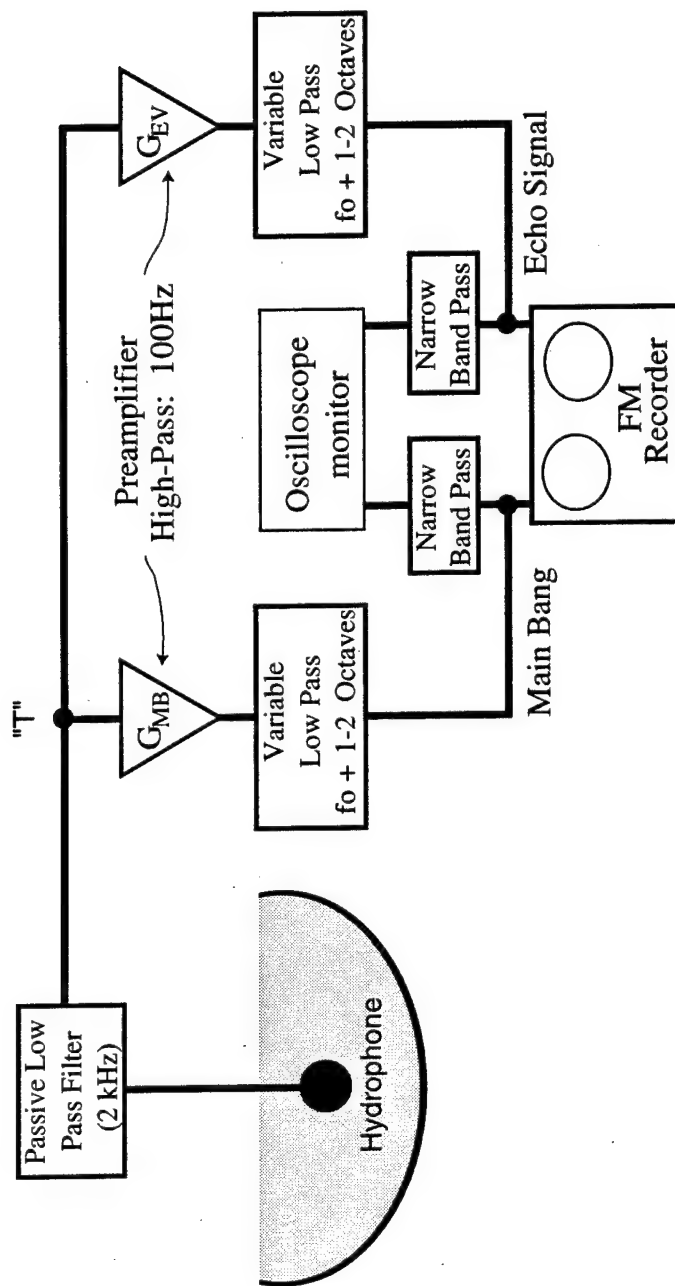 Passive Low
Pass Filter
(2 kHz)
"T"
Hydrophone
G_MB
Preamplifier
High-Pass: 100Hz
G_EV
Variable
Low Pass
fo + 1-2 Octaves
Oscilloscope
monitor
Variable
Low Pass
fo + 1-2 Octaves
Narrow
Band Pass
Narrow
Band Pass
Main Bang
Echo Signal
FM
Recorder